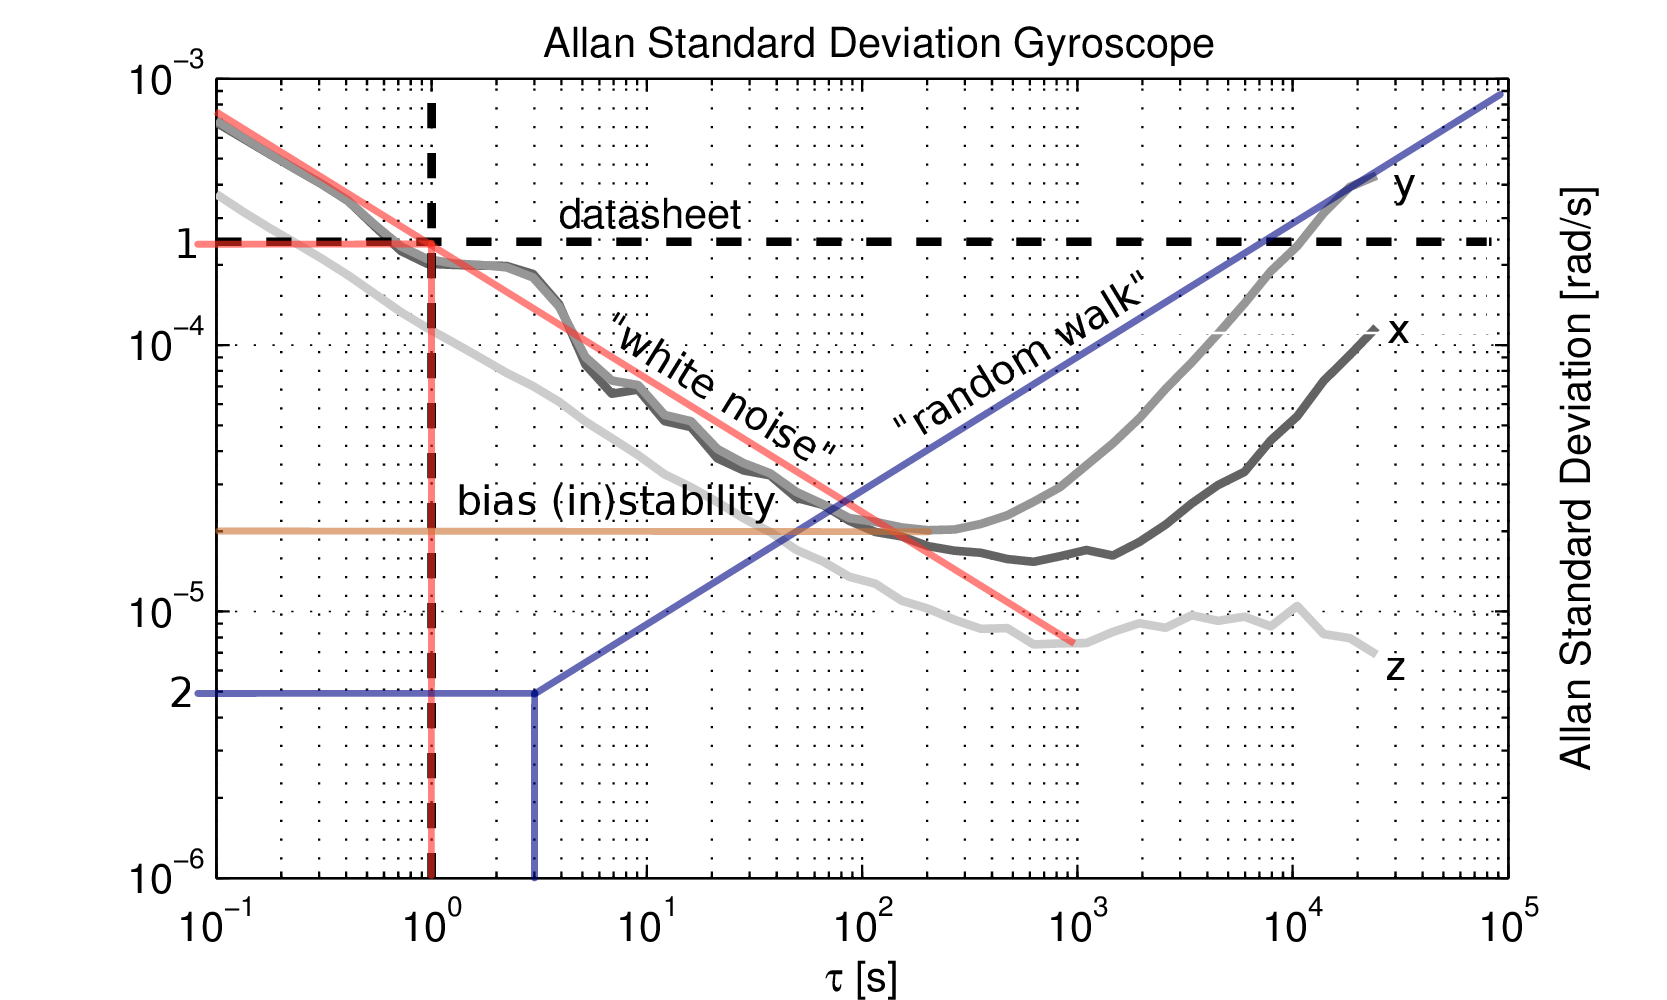 Allan Standard Deviation Gyroscope
10⁻³
1
10⁻⁴
10⁻⁵
2
10⁻⁶
datasheet
"white noise"
"random walk"
bias (in)stability
y
x
z
10⁻¹ 10⁰ 10¹ 10² 10³ 10⁴ 10⁵
τ [s]
Allan Standard Deviation [rad/s]